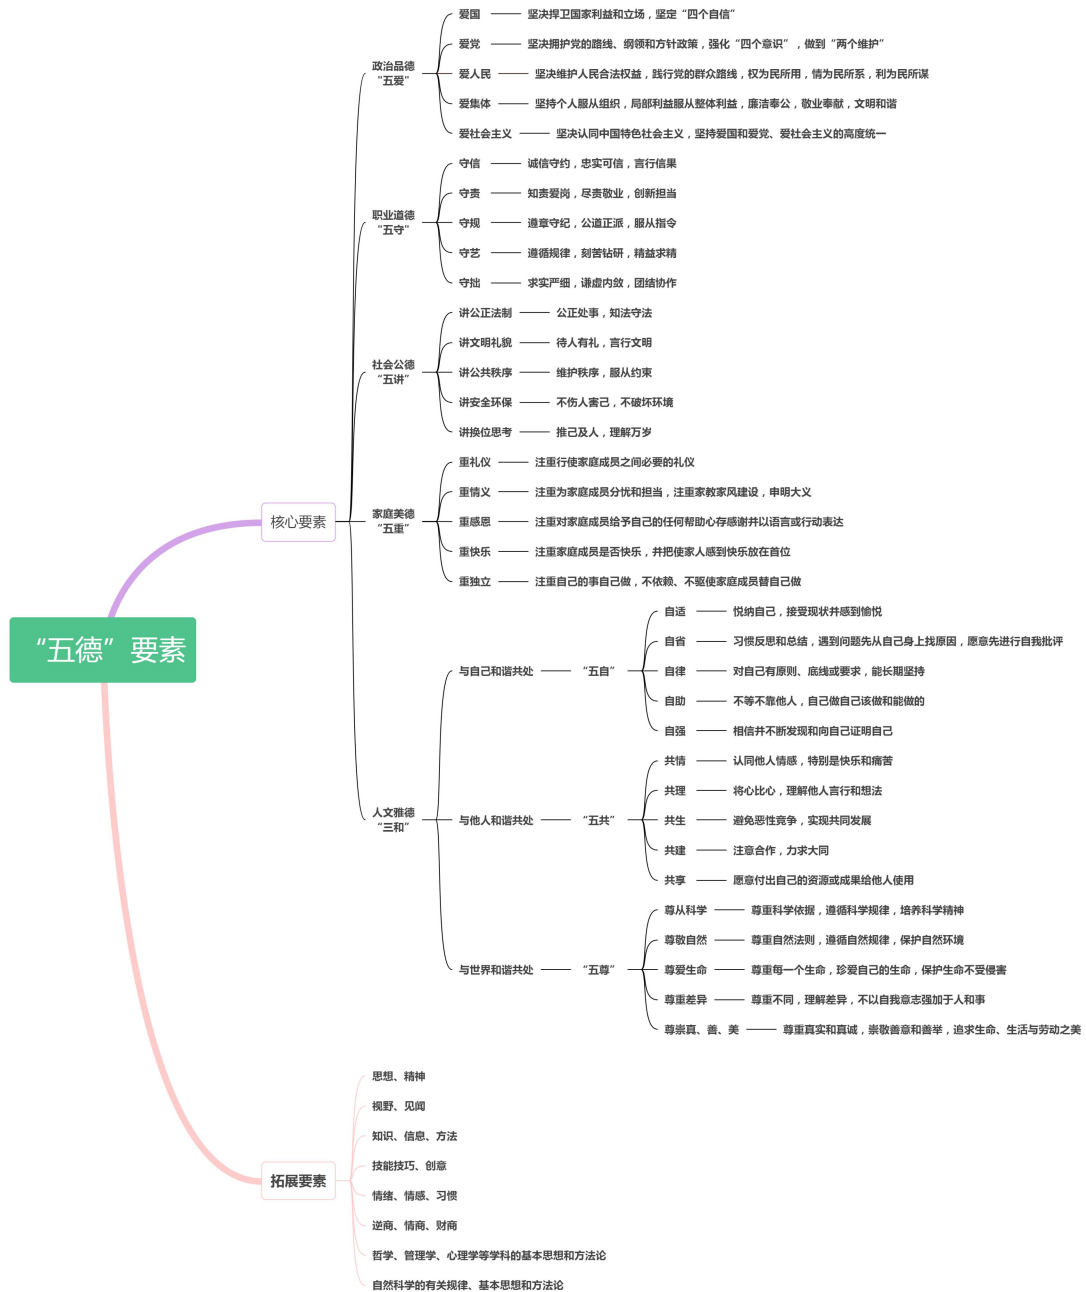 “五德”要素
核心要素
政治品德
“五爱”
爱国 坚决捍卫国家利益和立场，坚定“四个自信”
爱党 坚决拥护党的路线、纲领和方针政策，强化“四个意识”，做到“两个维护”
爱人民 坚决维护人民合法权益，践行党的群众路线，权为民所用，情为民所系，利为民所谋
爱集体 坚持个人服从组织，局部利益服从整体利益，廉洁奉公，敬业奉献，文明和谐
爱社会主义 坚决认同中国特色社会主义，坚持爱国和爱党、爱社会主义的高度统一
职业道德
“五守”
守信 诚信守约，忠实可信，言行信果
守责 知责爱岗，尽责敬业，创新担当
守规 遵章守纪，公道正派，服从指令
守艺 遵循规律，刻苦钻研，精益求精
守拙 求实严细，谦虚内敛，团结协作
社会公德
“五讲”
讲公正法制 公正处事，知法守法
讲文明礼貌 待人有礼，言行文明
讲公共秩序 维护秩序，服从约束
讲安全环保 不伤人害己，不破坏环境
讲换位思考 推己及人，理解万岁
家庭美德
“五重”
重礼仪 注重行使家庭成员之间必要的礼仪
重情义 注重为家庭成员分忧和担当，注重家教家风建设，申明大义
重感恩 注重对家庭成员给予自己的任何帮助心存感谢并以语言或行动表达
重快乐 注重家庭成员是否快乐，并把使家人感到快乐放在首位
重独立 注重自己的事自己做，不依赖、不驱使家庭成员替自己做
人文雅德
“三和”
与自己和谐共处 “五自”
自适 悦纳自己，接受现状并感到愉悦
自省 习惯反思和总结，遇到问题先从自己身上找原因，愿意先进行自我批评
自律 对自己有原则、底线或要求，能长期坚持
自助 不等不靠他人，自己做自己该做和能做的
自强 相信并不断发现和向自己证明自己
与他人和谐共处 “五共”
共情 认同他人情感，特别是快乐和痛苦
共理 将心比心，理解他人言行和想法
共生 避免恶性竞争，实现共同发展
共建 注意合作，力求大同
共享 愿意付出自己的资源或成果给他人使用
与世界和谐共处 “五尊”
尊从科学 尊重科学依据，遵循科学规律，培养科学精神
尊敬自然 尊重自然法则，遵循自然规律，保护自然环境
尊爱生命 尊重每一个生命，珍爱自己的生命，保护生命不受侵害
尊重差异 尊重不同，理解差异，不以自我意志强加于人和事
尊崇真、善、美 尊重真实和真诚，崇敬善意和善举，追求生命、生活与劳动之美
拓展要素
思想、精神
视野、见闻
知识、信息、方法
技能技巧、创意
情绪、情感、习惯
逆商、情商、财商
哲学、管理学、心理学等学科的基本思想和方法论
自然科学的有关规律、基本思想和方法论